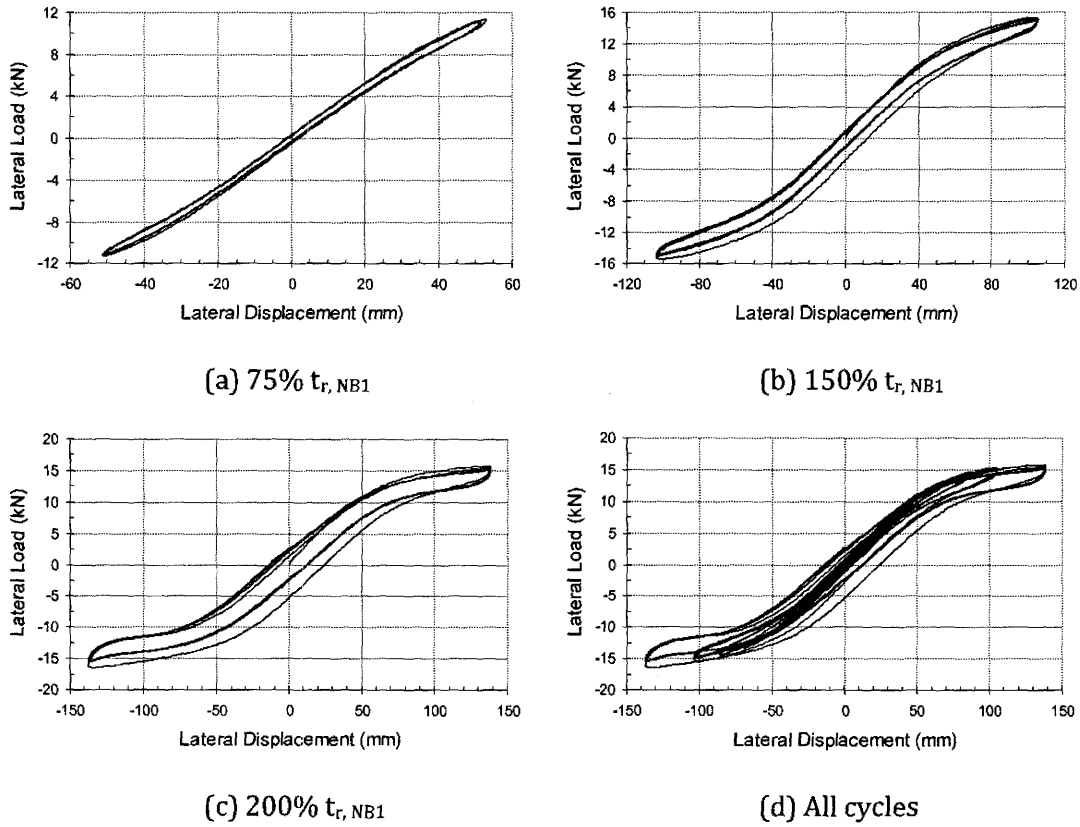 12
8
4
0
-4
-8
-12
-60 -40 -20 0 20 40 60
Lateral Load (kN)
Lateral Displacement (mm)
(a) 75% tr, NB1
16
12
8
4
0
-4
-8
-12
-16
-120 -80 -40 0 40 80 120
Lateral Load (kN)
Lateral Displacement (mm)
(b) 150% tr, NB1
20
15
10
5
0
-5
-10
-15
-20
-150 -100 -50 0 50 100 150
Lateral Load (kN)
Lateral Displacement (mm)
(c) 200% tr, NB1
20
15
10
5
0
-5
-10
-15
-20
-150 -100 -50 0 50 100 150
Lateral Load (kN)
Lateral Displacement (mm)
(d) All cycles